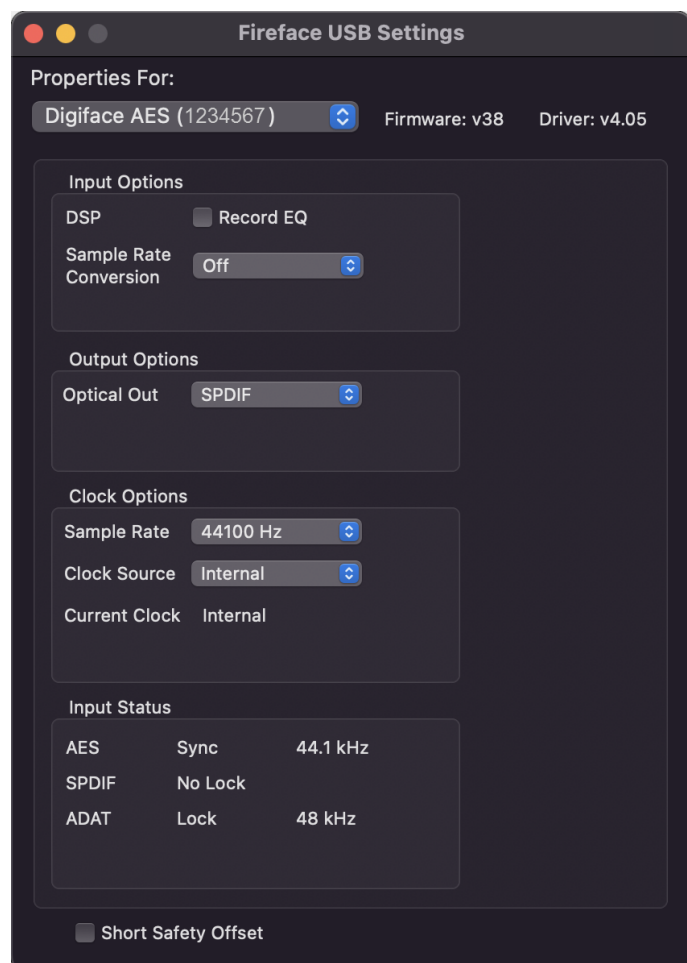 Fireface USB Settings
Properties For:
Digiface AES (1234567) Firmware: v38 Driver: v4.05
Input Options
DSP Record EQ
Sample Rate
Conversion
Off
Output Options
Optical Out SPDIF
Clock Options
Sample Rate 44100 Hz
Clock Source Internal
Current Clock Internal
Input Status
AES Sync 44.1 kHz
SPDIF No Lock
ADAT Lock 48 kHz
Short Safety Offset